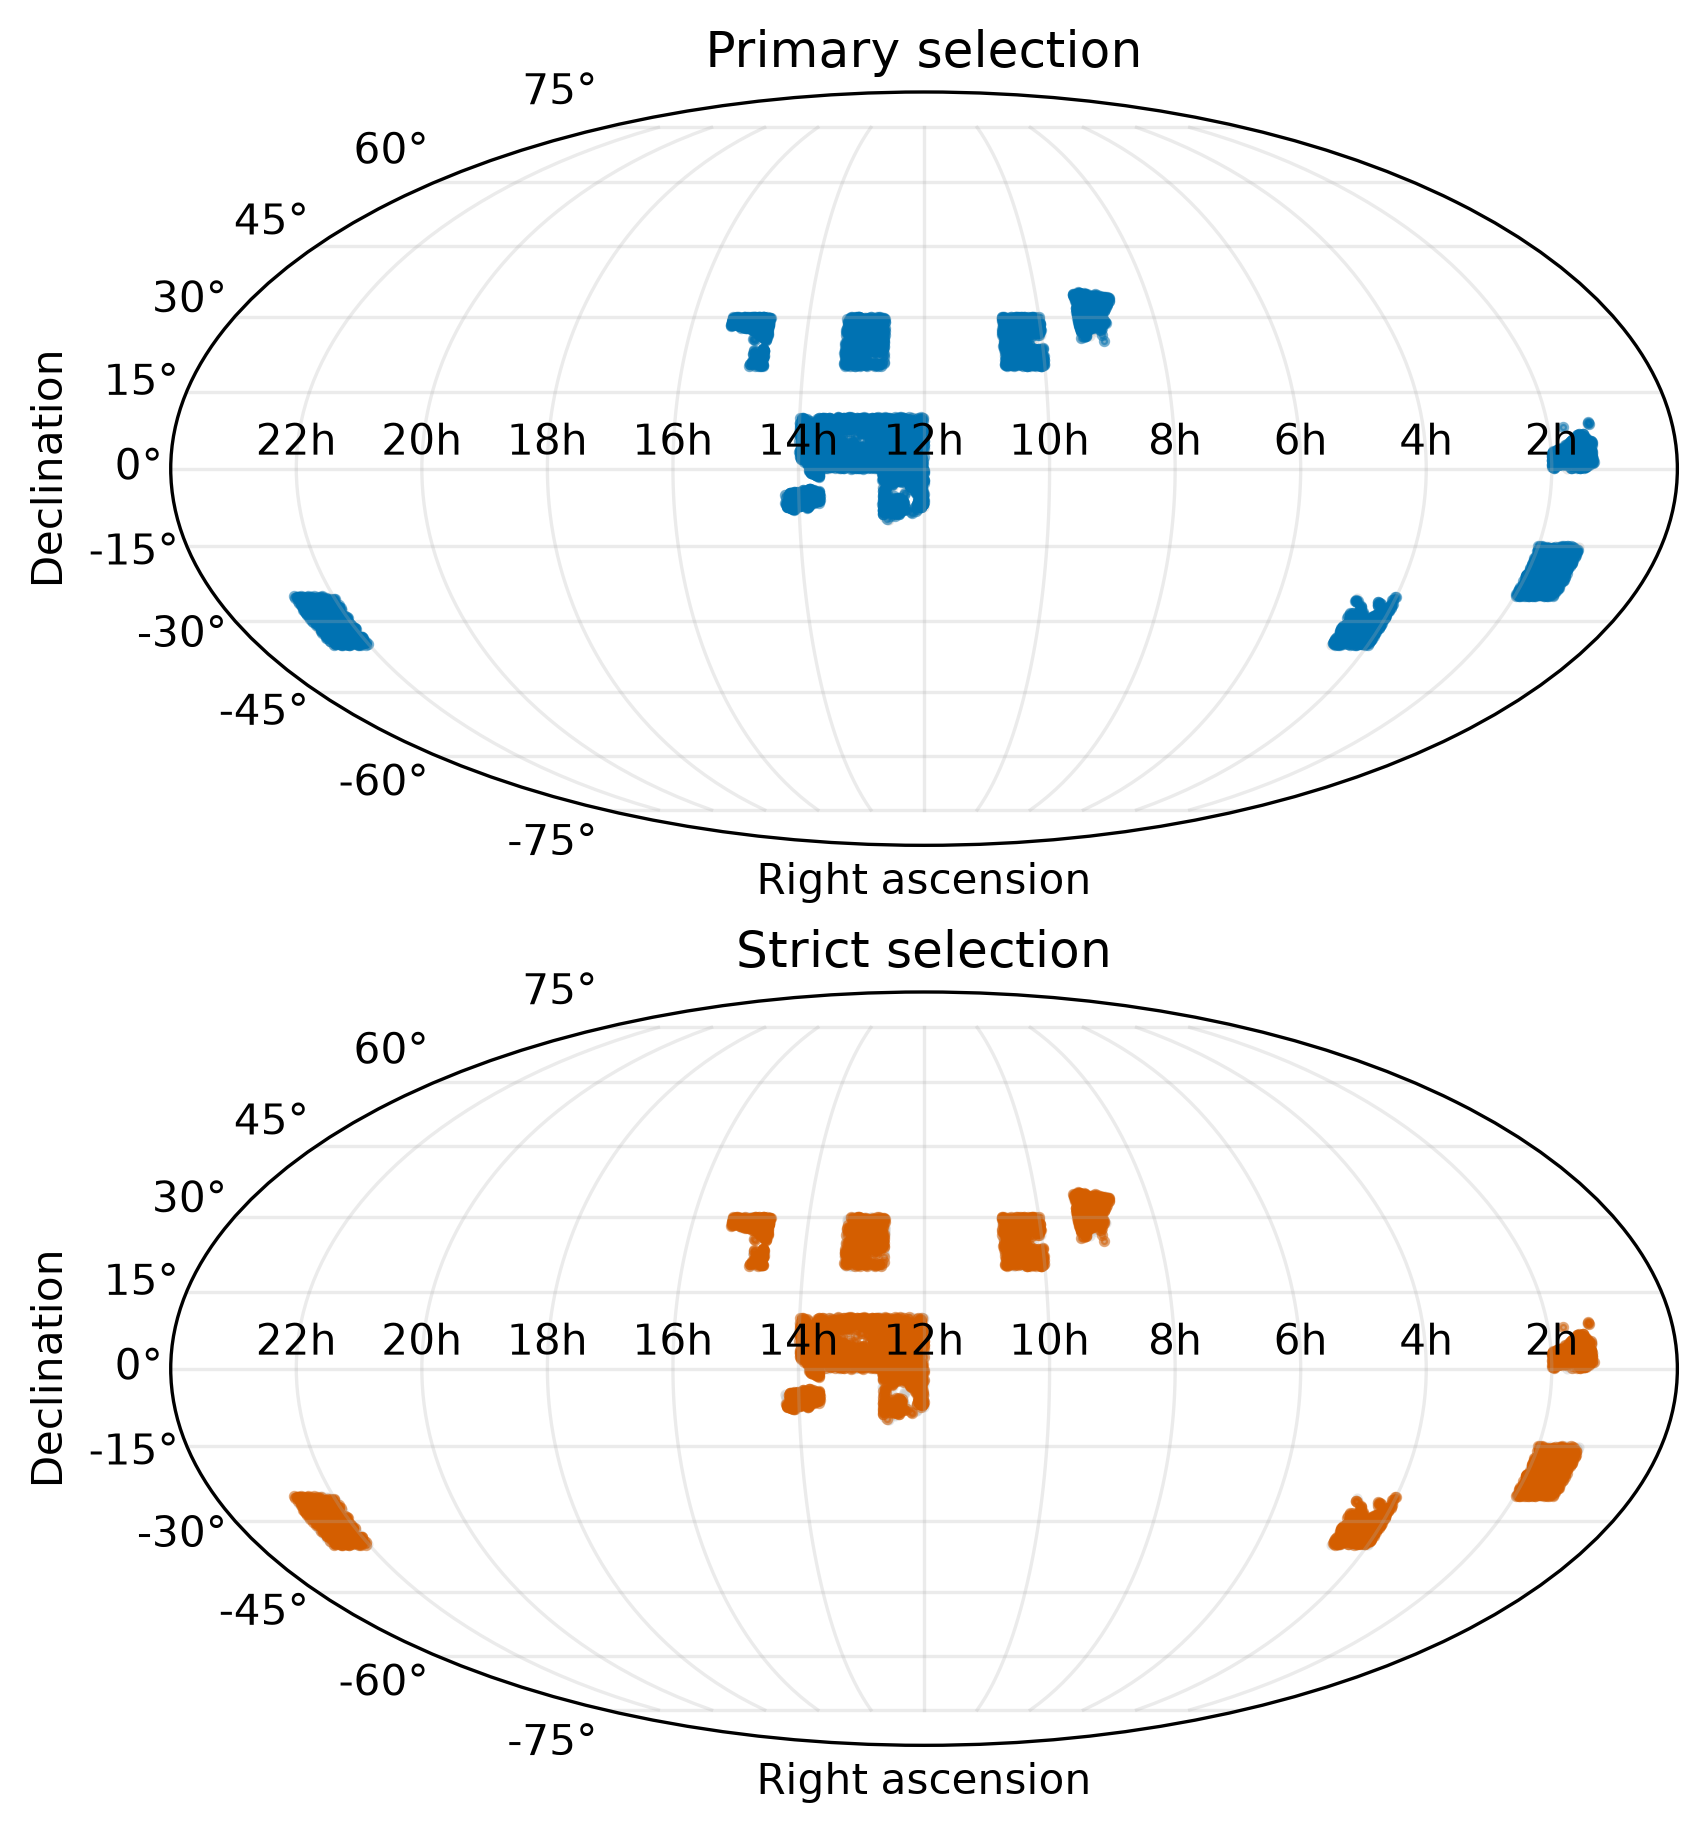 Primary selection
75°
60°
45°
30°
15°
0°
-15°
-30°
-45°
-60°
-75°
22h 20h 18h 16h 14h 12h 10h 8h 6h 4h 2h
Declination
Right ascension
Strict selection
75°
60°
45°
30°
15°
0°
-15°
-30°
-45°
-60°
-75°
22h 20h 18h 16h 14h 12h 10h 8h 6h 4h 2h
Declination
Right ascension